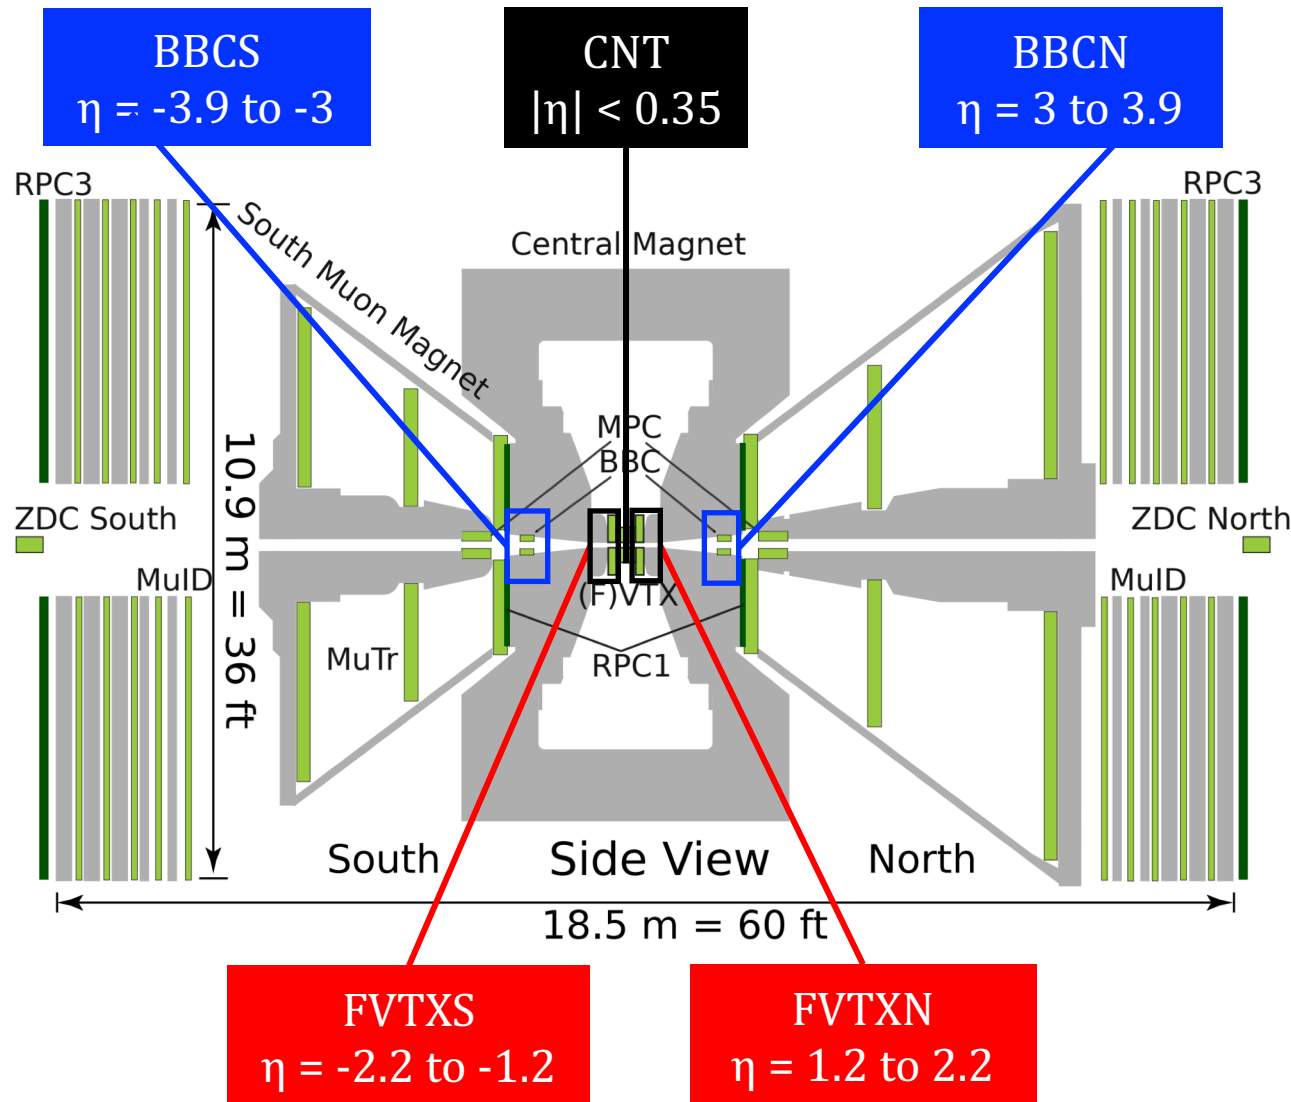 BBCS
η = -3.9 to -3
CNT
|η| < 0.35
BBCN
η = 3 to 3.9
RPC3
RPC3
South Muon Magnet
Central Magnet
MPC
BBC
10.9 m = 36 ft
ZDC South
ZDC North
MuID
MuID
(F)VTX
MuTr
RPC1
South
Side View
North
18.5 m = 60 ft
FVTXS
η = -2.2 to -1.2
FVTXN
η = 1.2 to 2.2